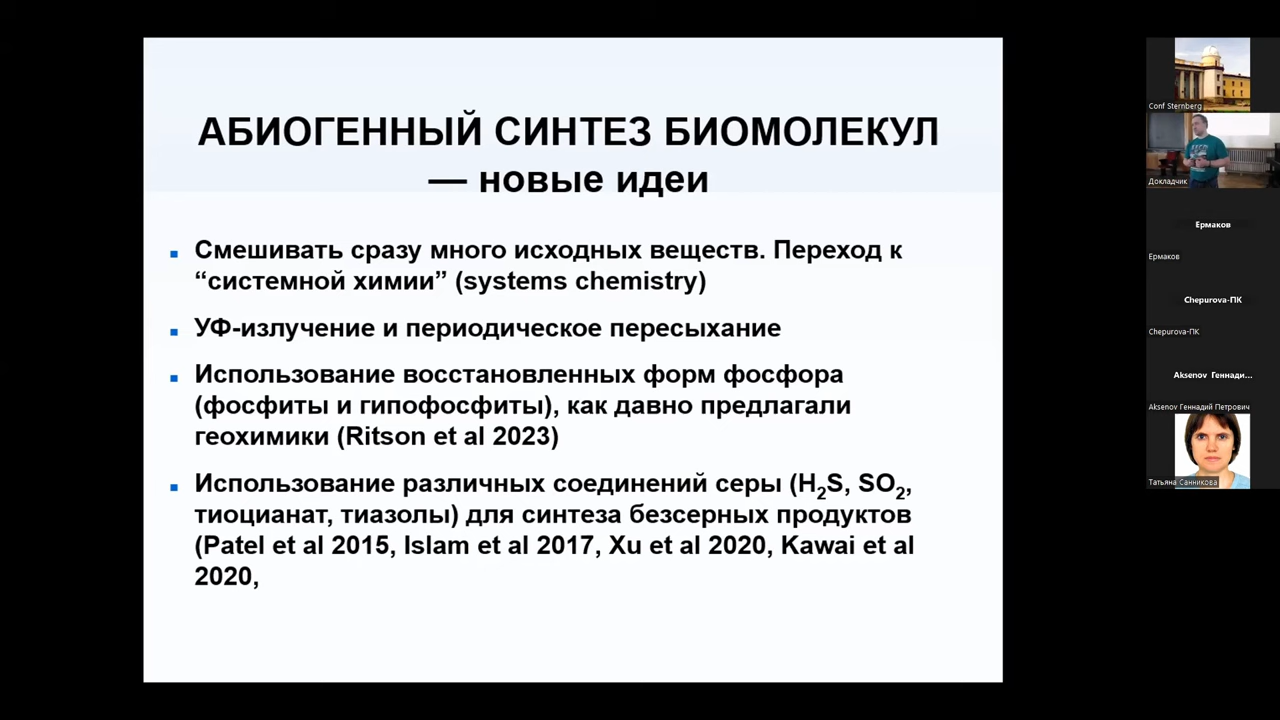 АБИОГЕННЫЙ СИНТЕЗ БИОМОЛЕКУЛ
— новые идеи
Смешивать сразу много исходных веществ. Переход к
“системной химии” (systems chemistry)
УФ-излучение и периодическое пересыхание
Использование восстановленных форм фосфора
(фосфиты и гипофосфиты), как давно предлагали
геохимики (Ritson et al 2023)
Использование различных соединений серы (H₂S, SO₂,
тиоцианат, тиазолы) для синтеза безсерных продуктов
(Patel et al 2015, Islam et al 2017, Xu et al 2020, Kawai et al
2020,
Conf Sternberg
Докладчик
Ермаков
Ермаков
Chepurova-ПК
Chepurova-ПК
Aksenov Геннади...
Aksenov Геннадий Петрович
Татьяна Санникова